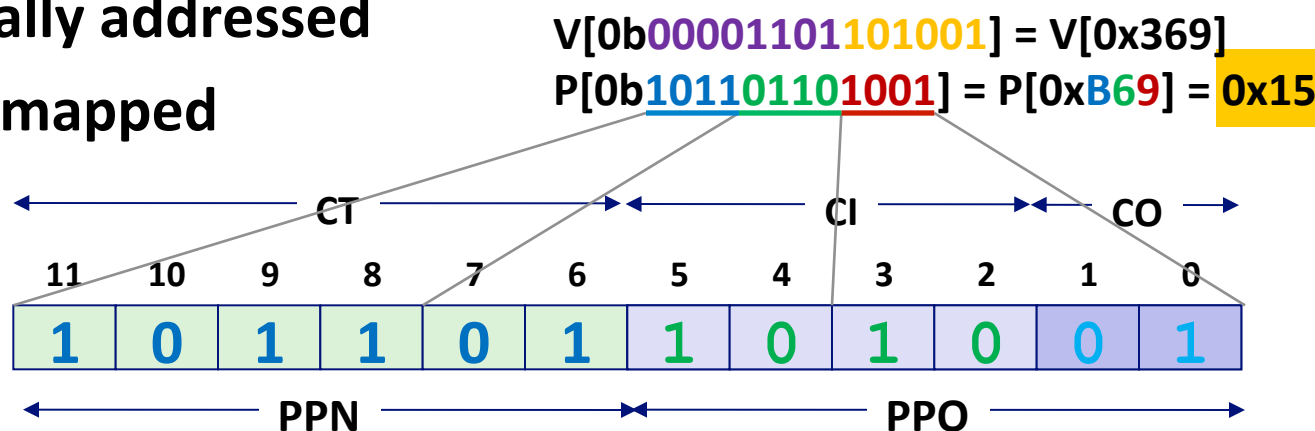 ally addressed
mapped
V[0b00001101101001] = V[0x369]
P[0b101101101001] = P[0xB69] = 0x15
CT CI CO
11 10 9 8 7 6 5 4 3 2 1 0
1 0 1 1 0 1 1 0 1 0 0 1
PPN PPO